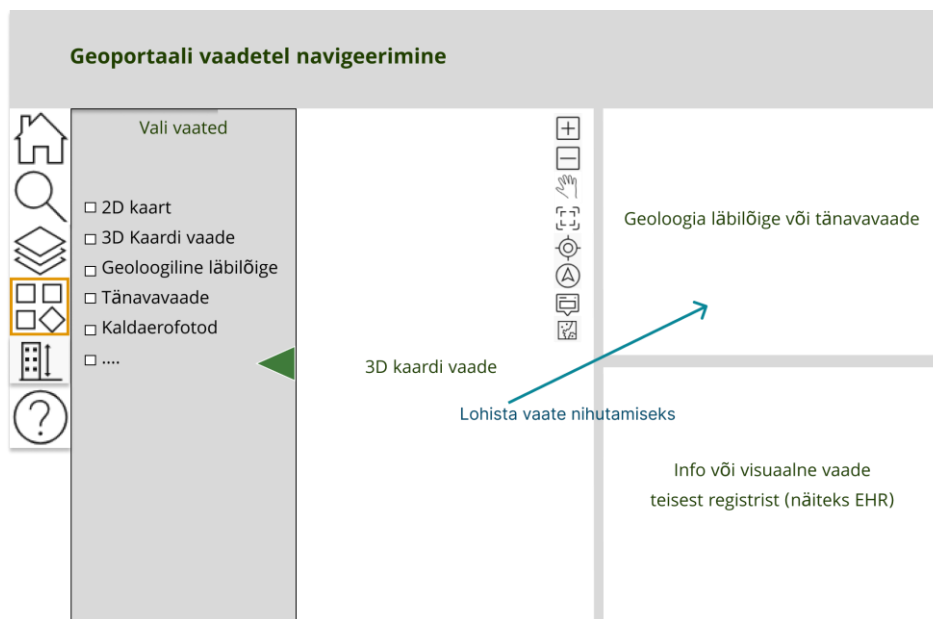 Geoportaali vaadetel navigeerimine
Vali vaated
2D kaart
3D Kaardi vaade
Geoloogiline läbilõige
Tänavavaade
Kaldaerofotod
....
3D kaardi vaade
Lohista vaate nihutamiseks
Geoloogia läbilõige või tänavavaade
Info või visuaalne vaade
teisest registrist (näiteks EHR)